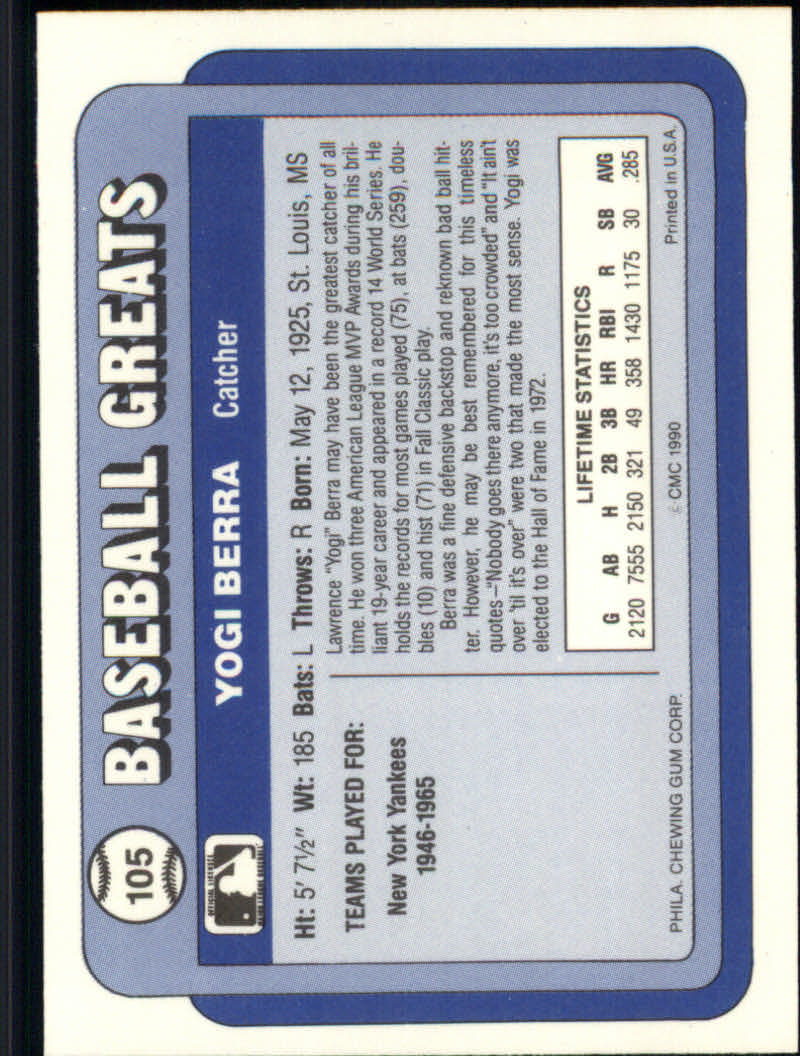 105
BASEBALL GREATS
YOGI BERRA Catcher
Ht: 5' 7½" Wt: 185 Bats: L Throws: R Born: May 12, 1925, St. Louis, MS
TEAMS PLAYED FOR:
New York Yankees
1946-1965
Lawrence "Yogi" Berra may have been the greatest catcher of all
time. He won three American League MVP Awards during his bril-
liant 19-year career and appeared in a record 14 World Series. He
holds the records for most games played (75), at bats (259), dou-
bles (10) and hist (71) in Fall Classic play.
Berra was a fine defensive backstop and reknown bad ball hit-
ter. However, he may be best remembered for this timeless
quotes—"Nobody goes there anymore, it's too crowded" and "It ain't
over 'til it's over" were two that made the most sense. Yogi was
elected to the Hall of Fame in 1972.
LIFETIME STATISTICS
G AB H 2B 3B HR RBI R SB AVG
2120 7555 2150 321 49 358 1430 1175 30 .285
PHILA. CHEWING GUM CORP. © CMC 1990 Printed in U.S.A.